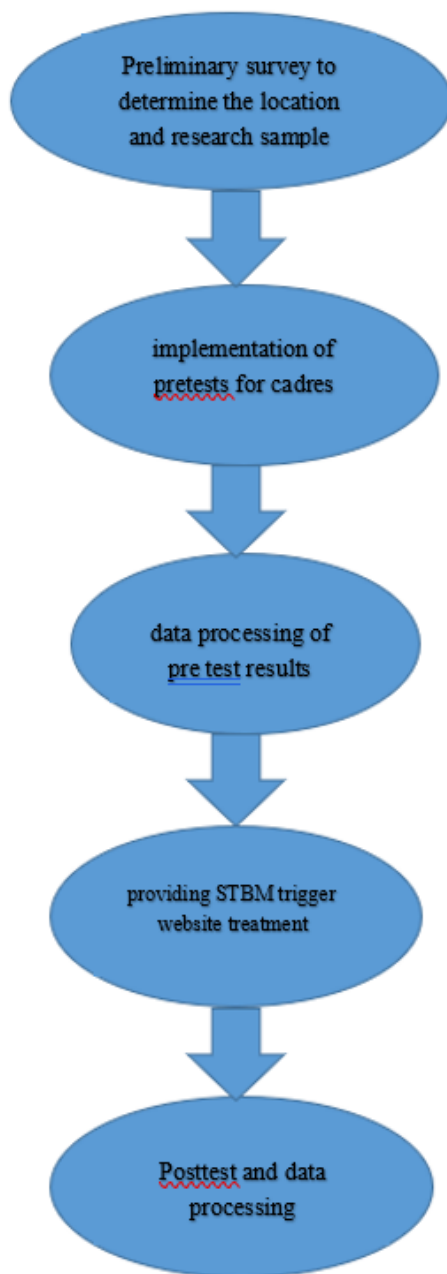 Preliminary survey to
determine the location
and research sample
implementation of
pretests for cadres
data processing of
pre test results
providing STBM trigger
website treatment
Posttest and data
processing